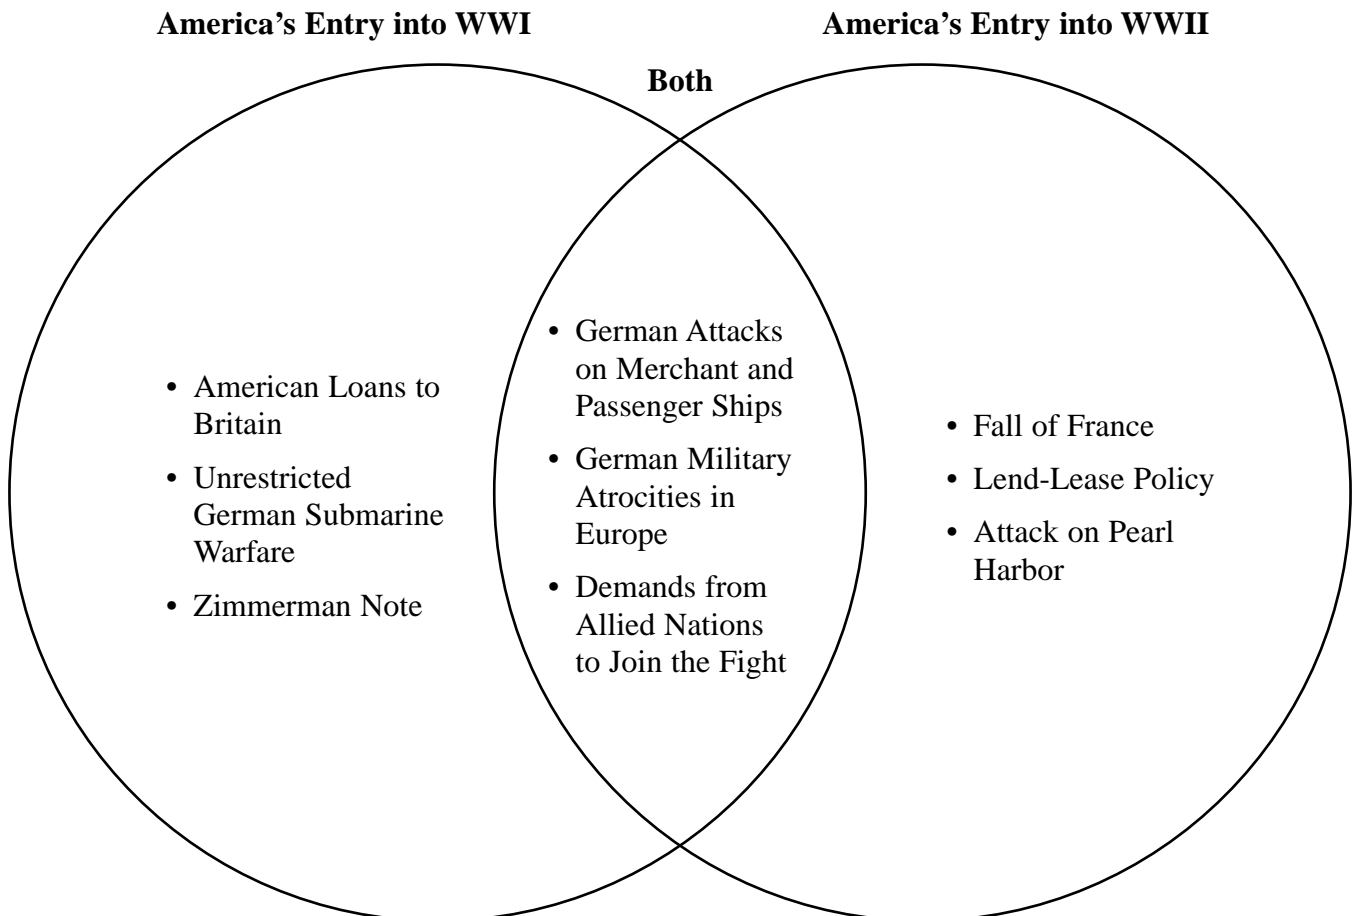 America’s Entry into WWI
America’s Entry into WWII
Both
• American Loans to
Britain
• Unrestricted
German Submarine
Warfare
• Zimmerman Note
• German Attacks
on Merchant and
Passenger Ships
• German Military
Atrocities in
Europe
• Demands from
Allied Nations
to Join the Fight
• Fall of France
• Lend-Lease Policy
• Attack on Pearl
Harbor